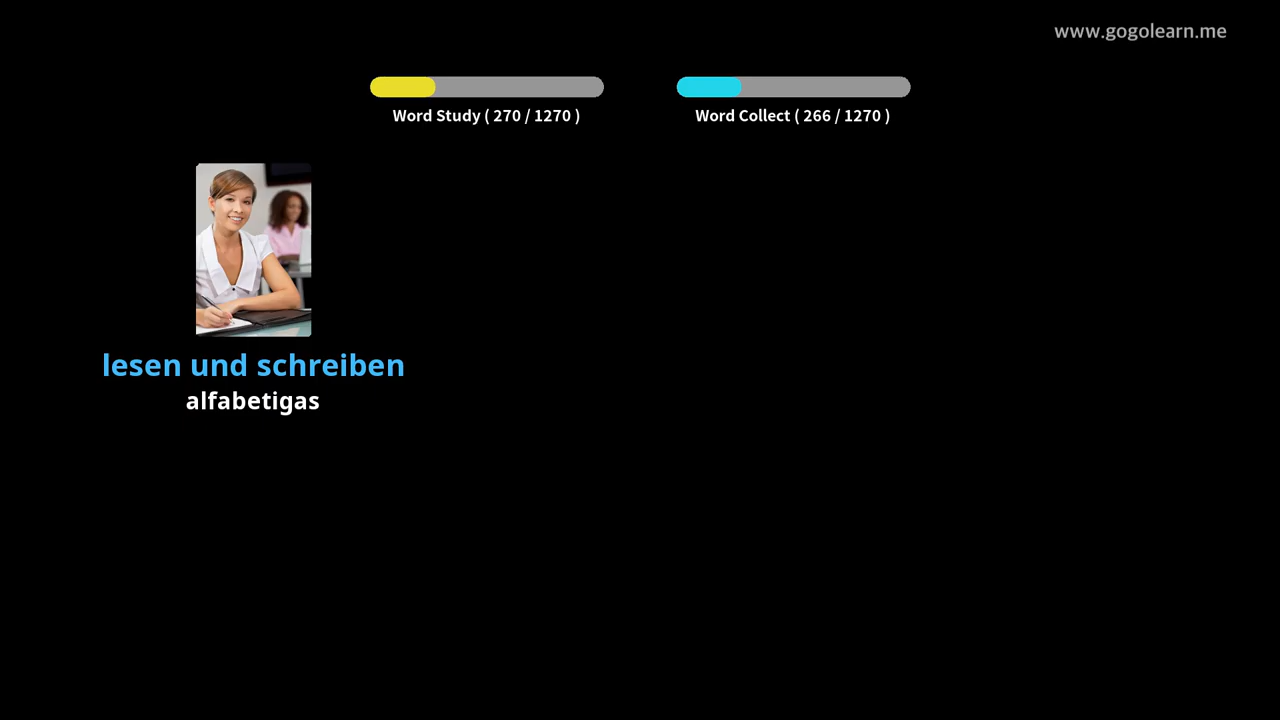 www.gogolearn.me
Word Study ( 270 / 1270 )
Word Collect ( 266 / 1270 )
lesen und schreiben
alfabetigas